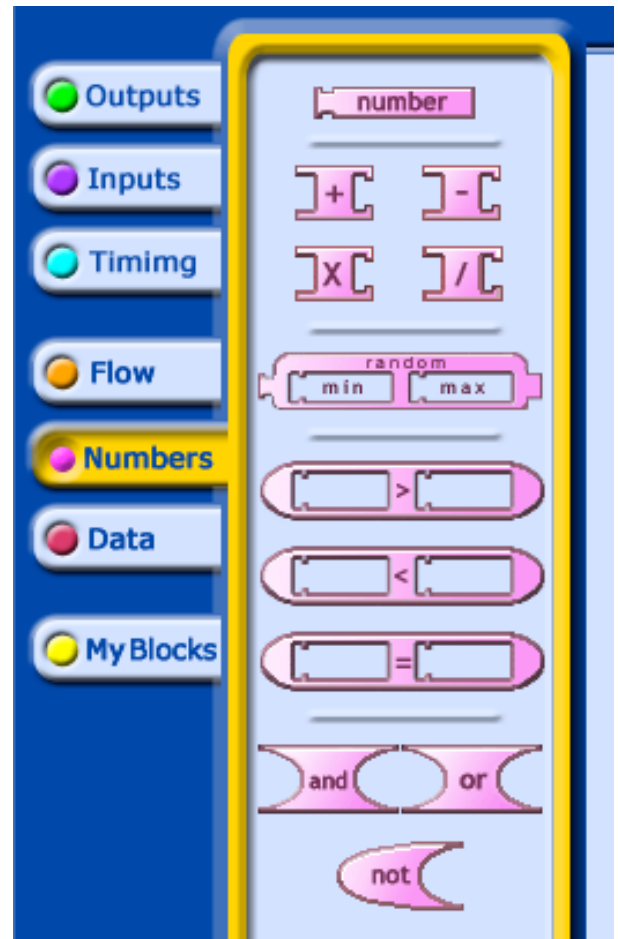 Outputs
Inputs
Timimg
Flow
Numbers
Data
My Blocks
number
+ -
X /
random
min max
>
<
=
and or
not